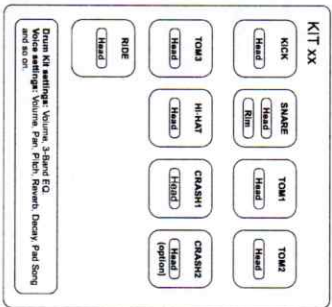 KIT xx
KICK
Head
SNARE
Head
Rim
TOM1
Head
TOM2
Head
TOM3
Head
HI-HAT
Head
CRASH1
Head
CRASH2
Head
(option)
RIDE
Head
Drum Kit settings: Volume, 3-Band EQ.
Voice settings: Volume, Pan, Pitch, Reverb, Decay, Pad Song
and so on.